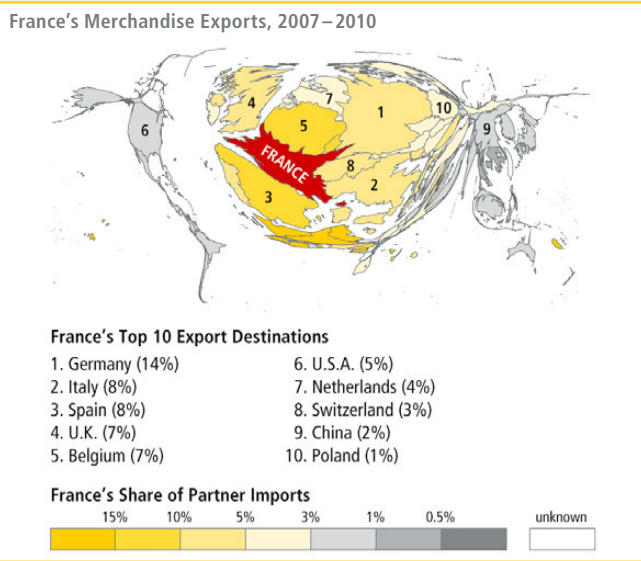 France's Merchandise Exports, 2007–2010
4
7
1
10
6
5
9
FRANCE
8
2
3
France's Top 10 Export Destinations
1. Germany (14%)
2. Italy (8%)
3. Spain (8%)
4. U.K. (7%)
5. Belgium (7%)
6. U.S.A. (5%)
7. Netherlands (4%)
8. Switzerland (3%)
9. China (2%)
10. Poland (1%)
France's Share of Partner Imports
15% 10% 5% 3% 1% 0.5% unknown